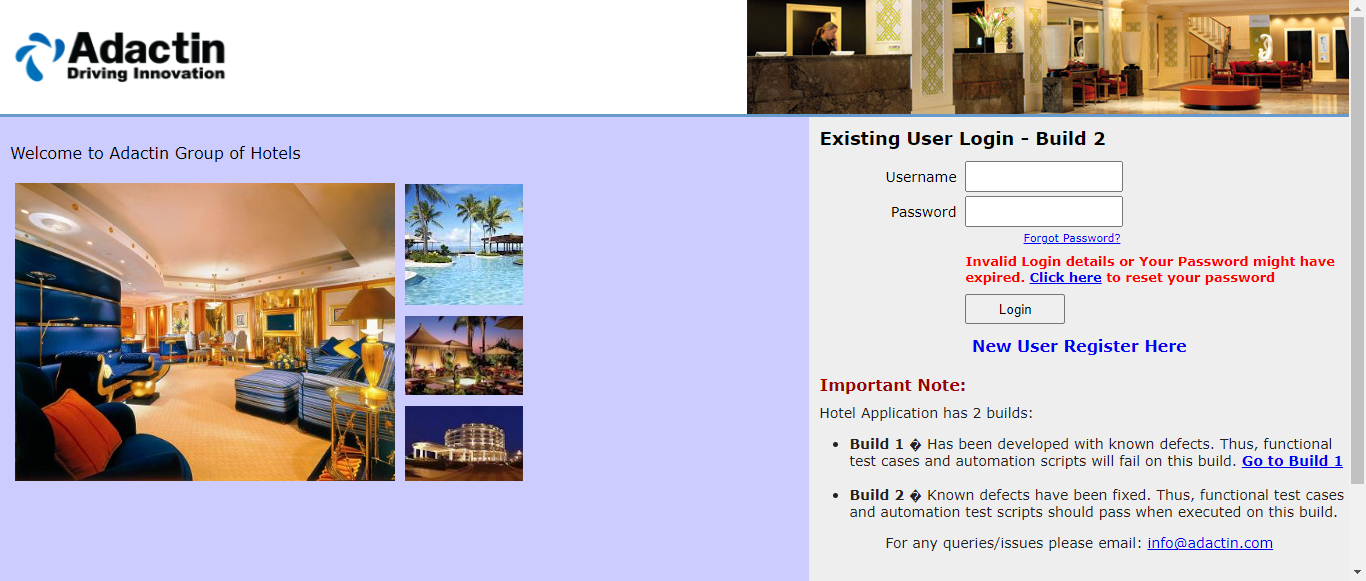 Adactin
Driving Innovation
Welcome to Adactin Group of Hotels
Existing User Login - Build 2
Username
Password
Forgot Password?
Invalid Login details or Your Password might have
expired. Click here to reset your password
Login
New User Register Here
Important Note:
Hotel Application has 2 builds:
• Build 1 � Has been developed with known defects. Thus, functional
test cases and automation scripts will fail on this build. Go to Build 1
• Build 2 � Known defects have been fixed. Thus, functional test cases
and automation test scripts should pass when executed on this build.
For any queries/issues please email: info@adactin.com